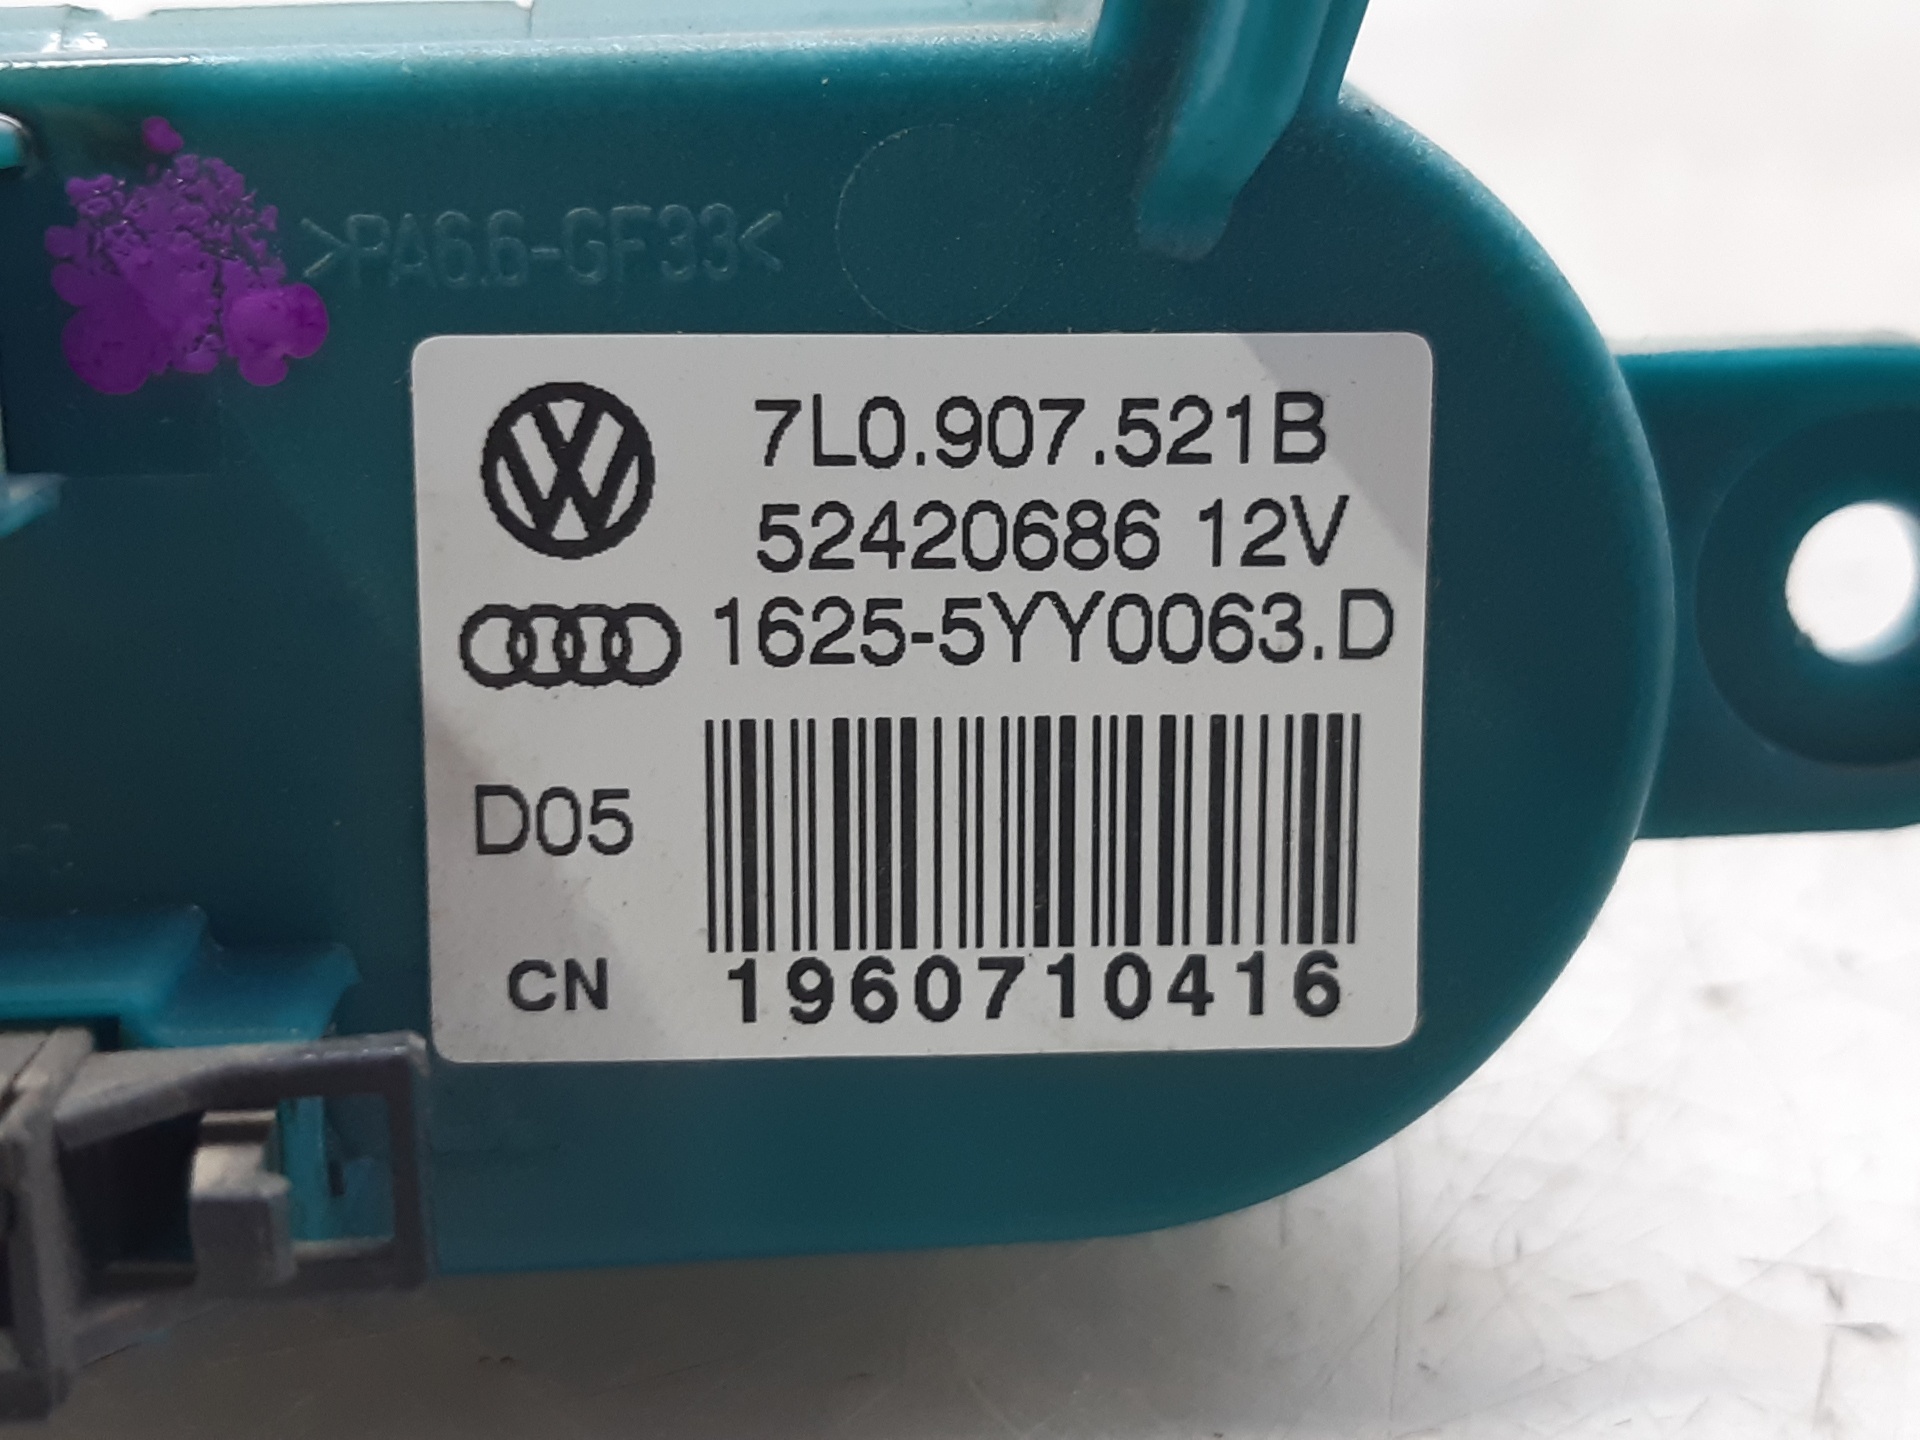 >PA6.6-GF33<
7L0.907.521B
52420686 12V
1625-5YY0063.D
D05
CN
1960710416